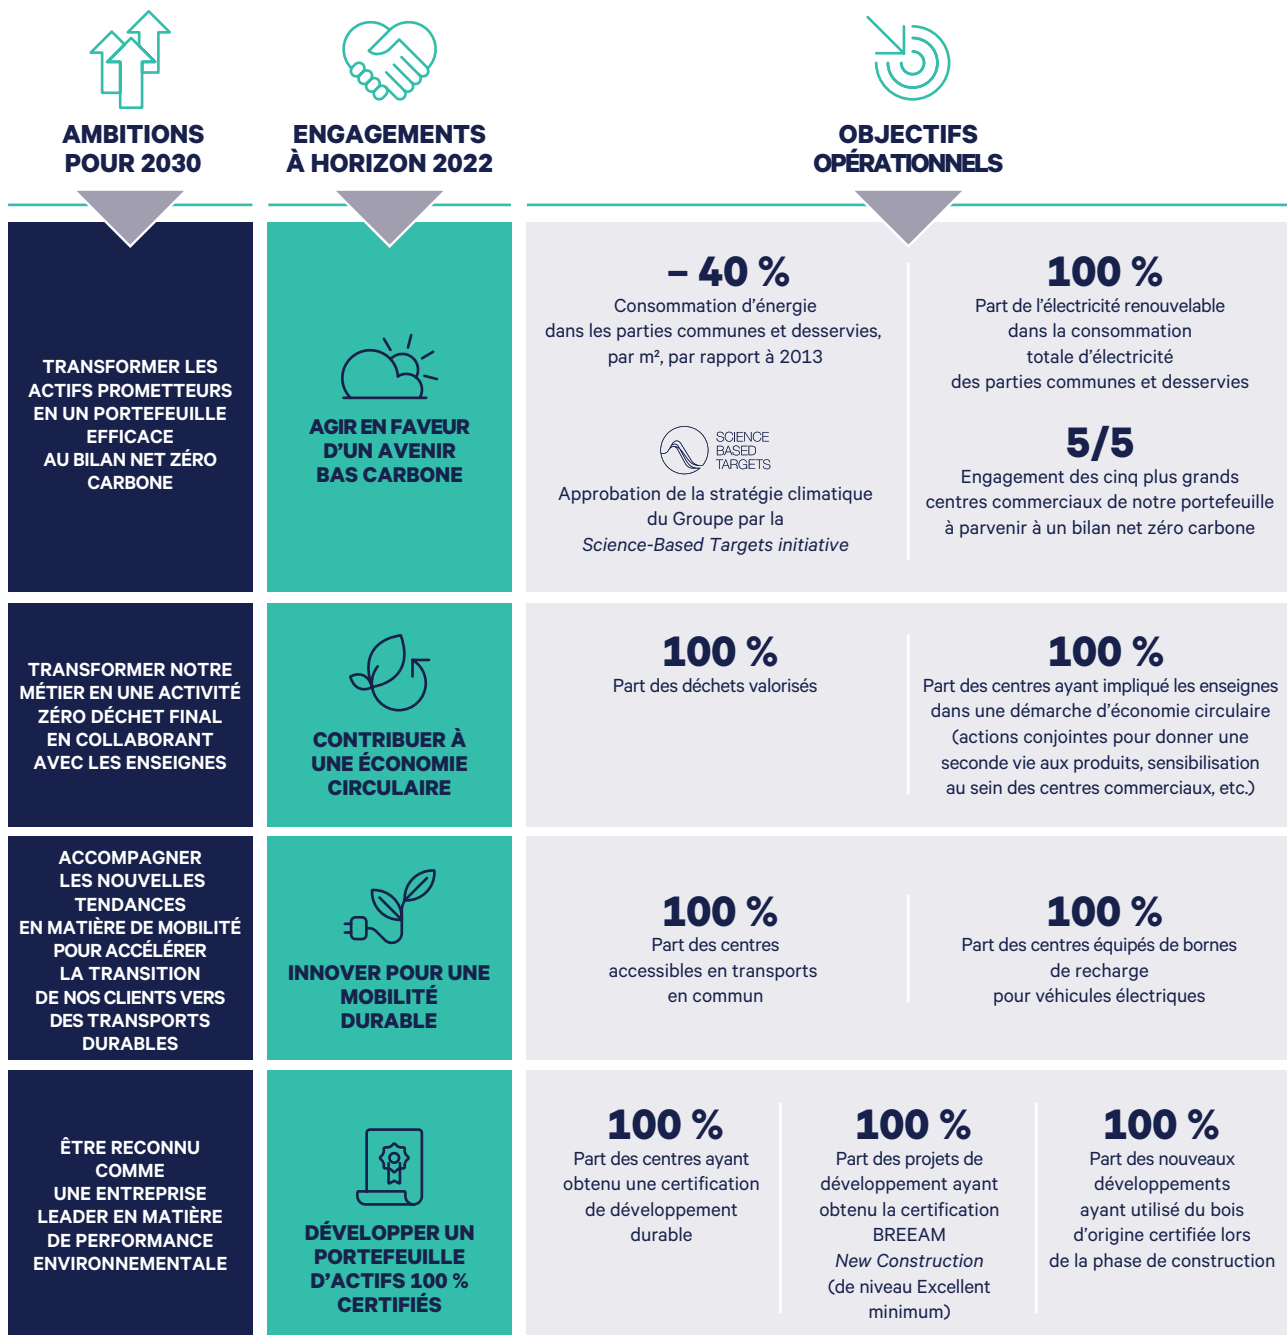 AMBITIONS
POUR 2030
ENGAGEMENTS
À HORIZON 2022
OBJECTIFS
OPÉRATIONNELS
TRANSFORMER LES
ACTIFS PROMETTEURS
EN UN PORTEFEUILLE
EFFICACE
AU BILAN NET ZÉRO
CARBONE
AGIR EN FAVEUR
D’UN AVENIR
BAS CARBONE
– 40 %
Consommation d’énergie
dans les parties communes et desservies,
par m², par rapport à 2013
SCIENCE
BASED
TARGETS
Approbation de la stratégie climatique
du Groupe par la
Science-Based Targets initiative
100 %
Part de l’électricité renouvelable
dans la consommation
totale d’électricité
des parties communes et desservies
5/5
Engagement des cinq plus grands
centres commerciaux de notre portefeuille
à parvenir à un bilan net zéro carbone
TRANSFORMER NOTRE
MÉTIER EN UNE ACTIVITÉ
ZÉRO DÉCHET FINAL
EN COLLABORANT
AVEC LES ENSEIGNES
CONTRIBUER À
UNE ÉCONOMIE
CIRCULAIRE
100 %
Part des déchets valorisés
100 %
Part des centres ayant impliqué les enseignes
dans une démarche d’économie circulaire
(actions conjointes pour donner une
seconde vie aux produits, sensibilisation
au sein des centres commerciaux, etc.)
ACCOMPAGNER
LES NOUVELLES
TENDANCES
EN MATIÈRE DE MOBILITÉ
POUR ACCÉLÉRER
LA TRANSITION
DE NOS CLIENTS VERS
DES TRANSPORTS
DURABLES
INNOVER POUR UNE
MOBILITÉ
DURABLE
100 %
Part des centres
accessibles en transports
en commun
100 %
Part des centres équipés de bornes
de recharge
pour véhicules électriques
ÊTRE RECONNU
COMME
UNE ENTREPRISE
LEADER EN MATIÈRE
DE PERFORMANCE
ENVIRONNEMENTALE
DÉVELOPPER UN
PORTEFEUILLE
D’ACTIFS 100 %
CERTIFIÉS
100 %
Part des centres ayant
obtenu une certification
de développement
durable
100 %
Part des projets de
développement ayant
obtenu la certification
BREEAM
New Construction
(de niveau Excellent
minimum)
100 %
Part des nouveaux
développements
ayant utilisé du bois
d’origine certifiée lors
de la phase de construction